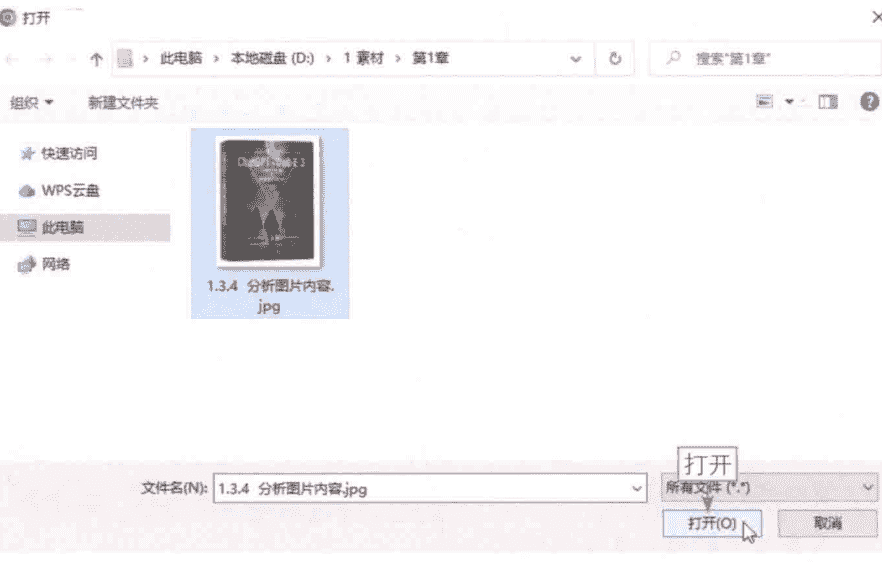 打开
此电脑 › 本地磁盘 (D:) › 1 素材 › 第1章
搜索"第1章"
组织
新建文件夹
快速访问
WPS云盘
此电脑
网络
1.3.4 分析图片内容.
jpg
文件名(N):
1.3.4 分析图片内容.jpg
打开
所有文件 (*.*)
打开(O)
取消